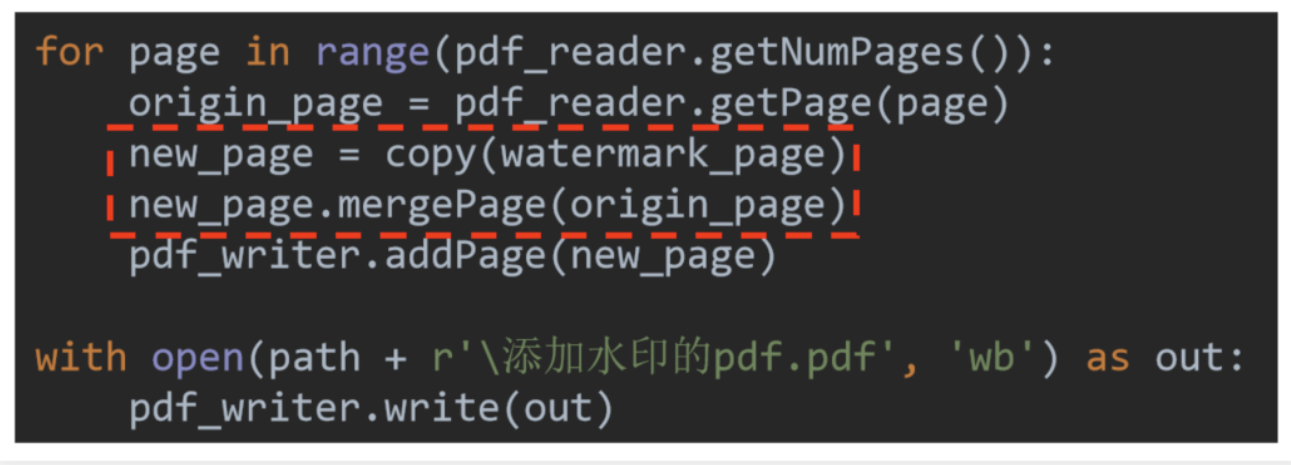 for page in range(pdf_reader.getNumPages()):
    origin_page = pdf_reader.getPage(page)
    new_page = copy(watermark_page)
    new_page.mergePage(origin_page)
    pdf_writer.addPage(new_page)
with open(path + r'\添加水印的pdf.pdf', 'wb') as out:
    pdf_writer.write(out)